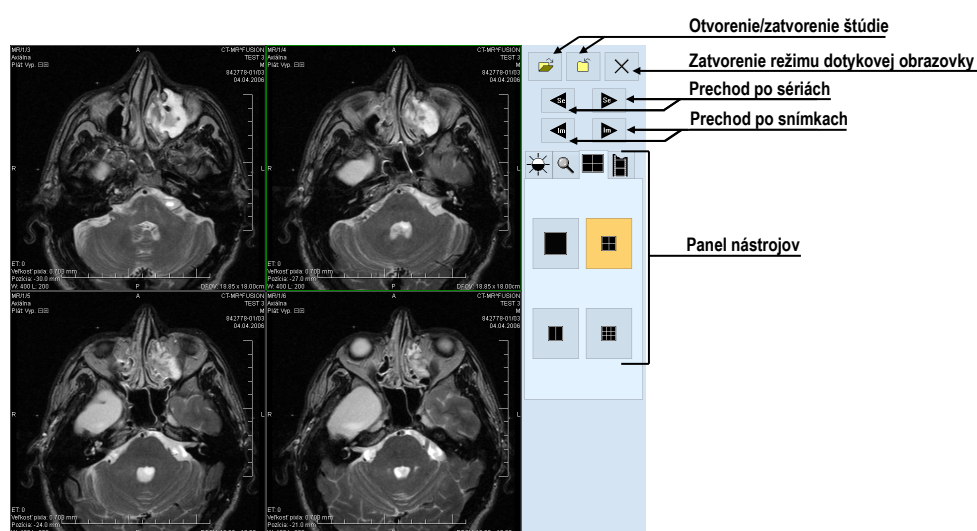 Otvorenie/zatvorenie štúdie
Zatvorenie režimu dotykovej obrazovky
Prechod po sériách
Prechod po snímkach
Panel nástrojov
Se
Se
Im
Im
MR/1/3
Axiálna
Plát Vyp.
A
CT-MR*FUSION
TEST 3
M
842778-01/03
04.04.2006
R
L
ET: 0
Veľkosť pixla: 0.703 mm
Pozícia: -30.0 mm
W: 400 L: 200
P
DFOV: 18.85 x 18.00cm
MR/1/4
Axiálna
Plát Vyp.
A
CT-MR*FUSION
TEST 3
M
842778-01/03
04.04.2006
R
L
ET: 0
Veľkosť pixla: 0.703 mm
Pozícia: -27.0 mm
W: 400 L: 200
P
DFOV: 18.85 x 18.00cm
MR/1/5
Axiálna
Plát Vyp.
A
CT-MR*FUSION
TEST 3
M
842778-01/03
04.04.2006
R
L
ET: 0
Veľkosť pixla: 0.703 mm
Pozícia: -24.0 mm
MR/1/6
Axiálna
Plát Vyp.
A
CT-MR*FUSION
TEST 3
M
842778-01/03
04.04.2006
R
L
ET: 0
Veľkosť pixla: 0.703 mm
Pozícia: -21.0 mm